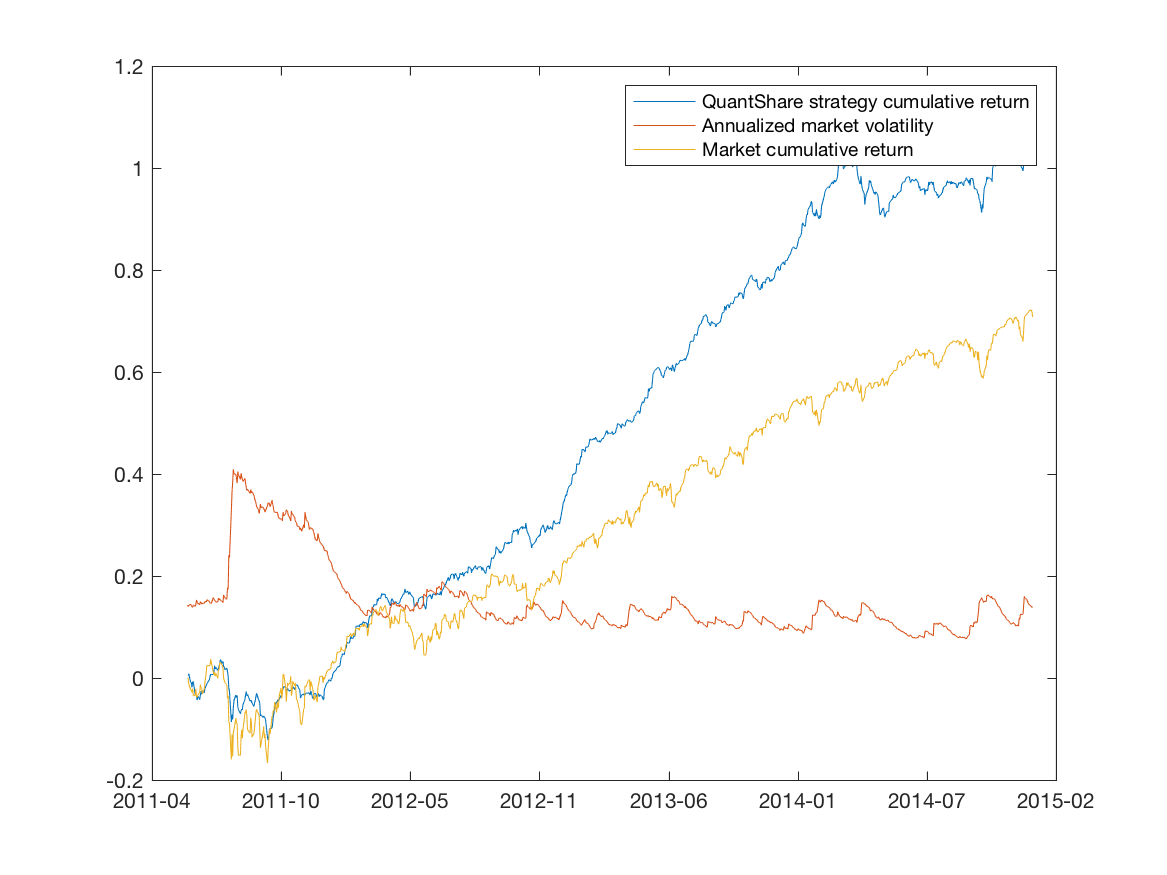 1.2
QuantShare strategy cumulative return
Annualized market volatility
Market cumulative return
1
0.8
0.6
0.4
0.2
0
-0.2
2011-04 2011-10 2012-05 2012-11 2013-06 2014-01 2014-07 2015-02